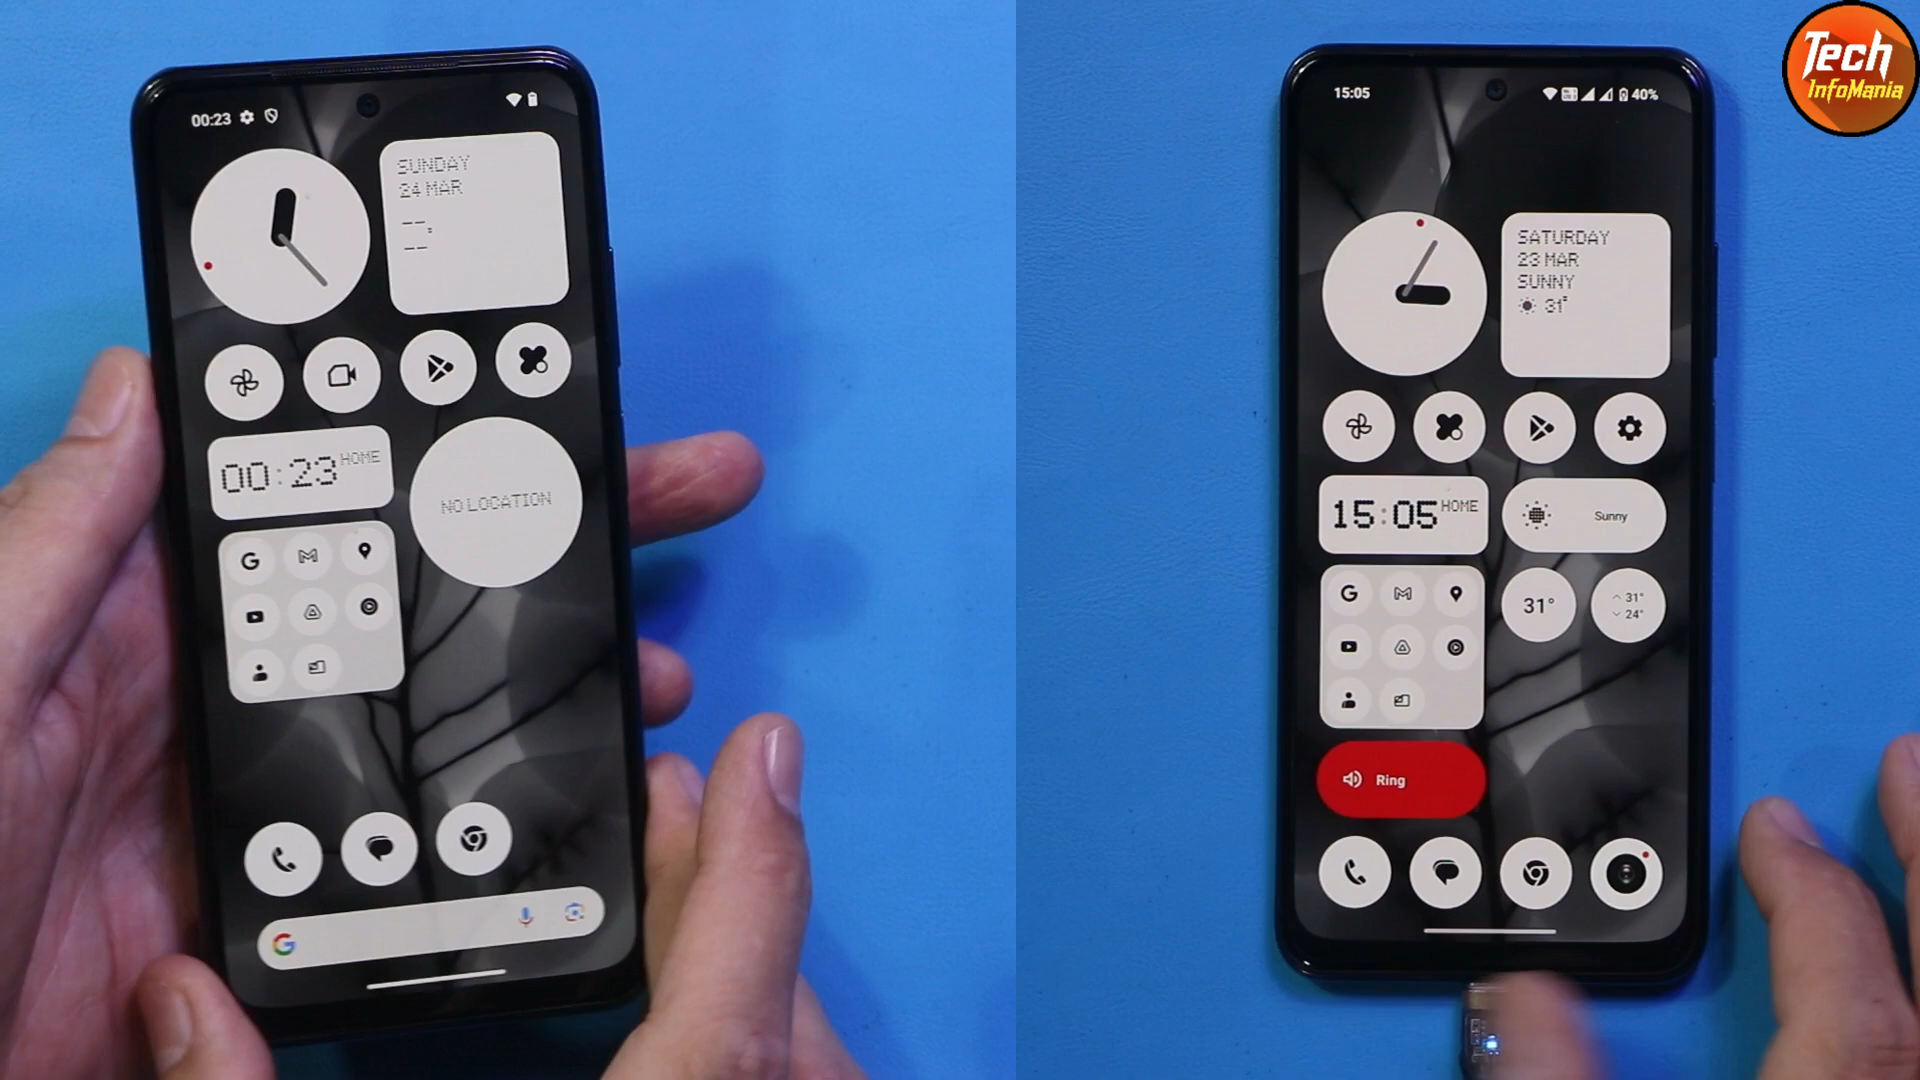 00:23
SUNDAY
24 MAR
00:23 HOME
NO LOCATION
15:05
40%
SATURDAY
23 MAR
SUNNY
31°
15:05 HOME
Sunny
31°
31°
24°
Ring
Tech
InfoMania